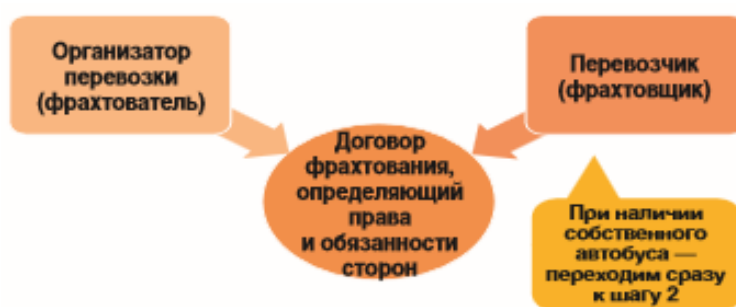 Организатор
перевозки
(фрахтователь)
Перевозчик
(фрахтовщик)
Договор
фрахтования,
определяющий
права
и обязанности
сторон
При наличии
собственного
автобуса —
переходим сразу
к шагу 2